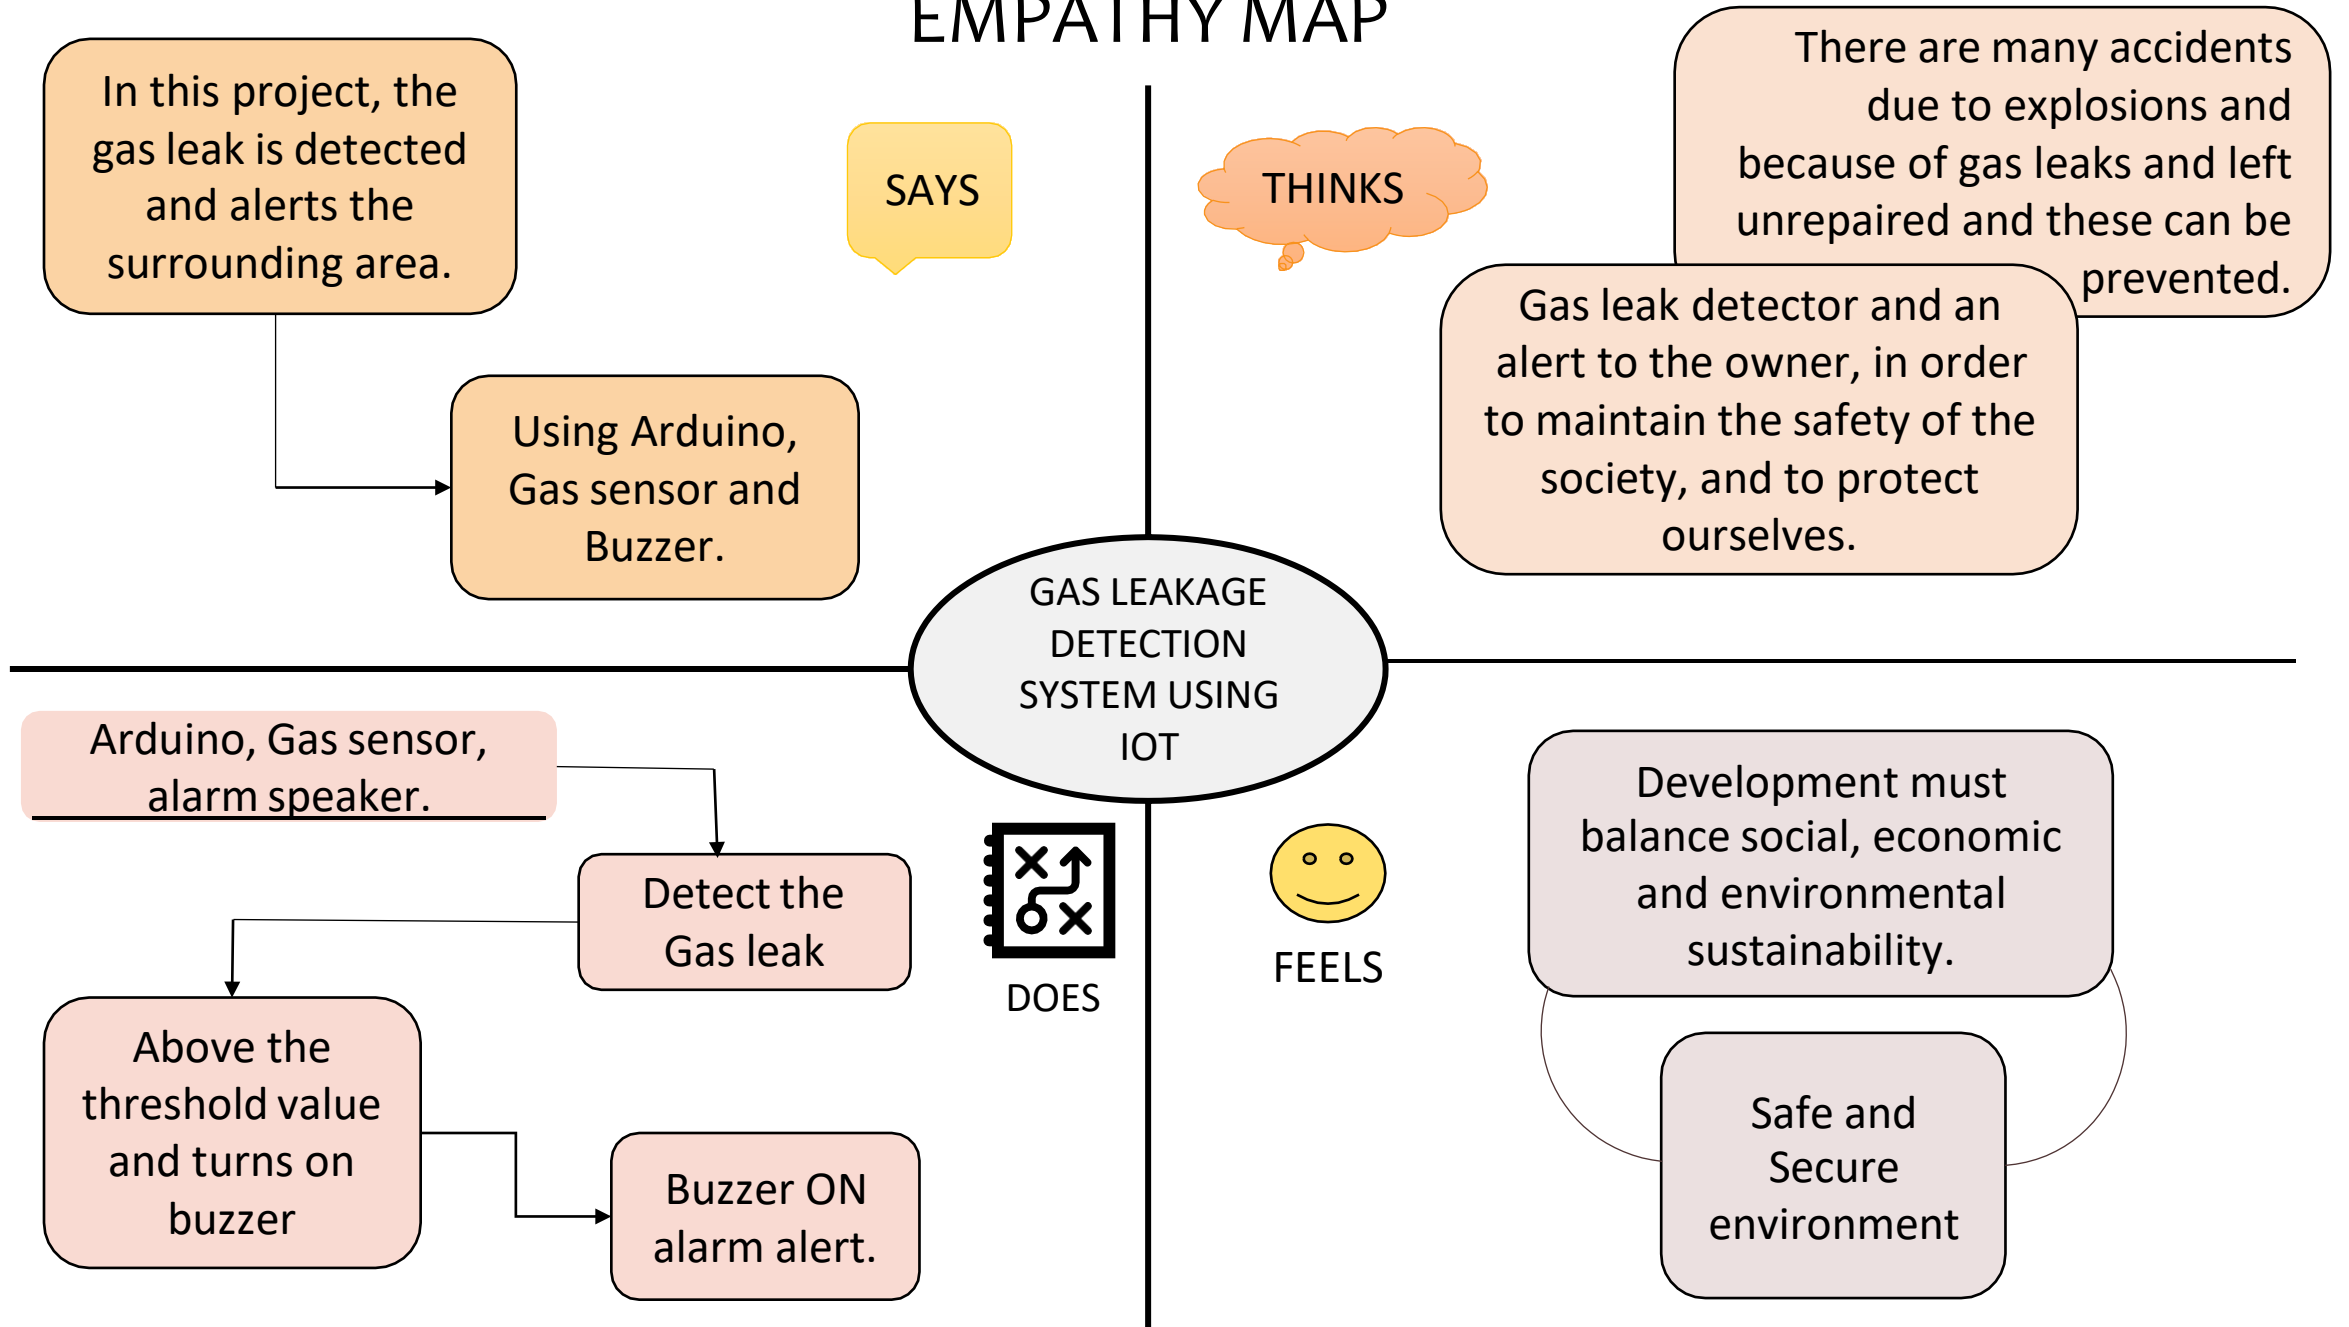 EMPATHY MAP
In this project, the
gas leak is detected
and alerts the
surrounding area.
SAYS
Using Arduino,
Gas sensor and
Buzzer.
THINKS
There are many accidents
due to explosions and
because of gas leaks and left
unrepaired and these can be
prevented.
Gas leak detector and an
alert to the owner, in order
to maintain the safety of the
society, and to protect
ourselves.
GAS LEAKAGE
DETECTION
SYSTEM USING
IOT
Arduino, Gas sensor,
alarm speaker.
Detect the
Gas leak
Above the
threshold value
and turns on
buzzer
Buzzer ON
alarm alert.
DOES
FEELS
Development must
balance social, economic
and environmental
sustainability.
Safe and
Secure
environment